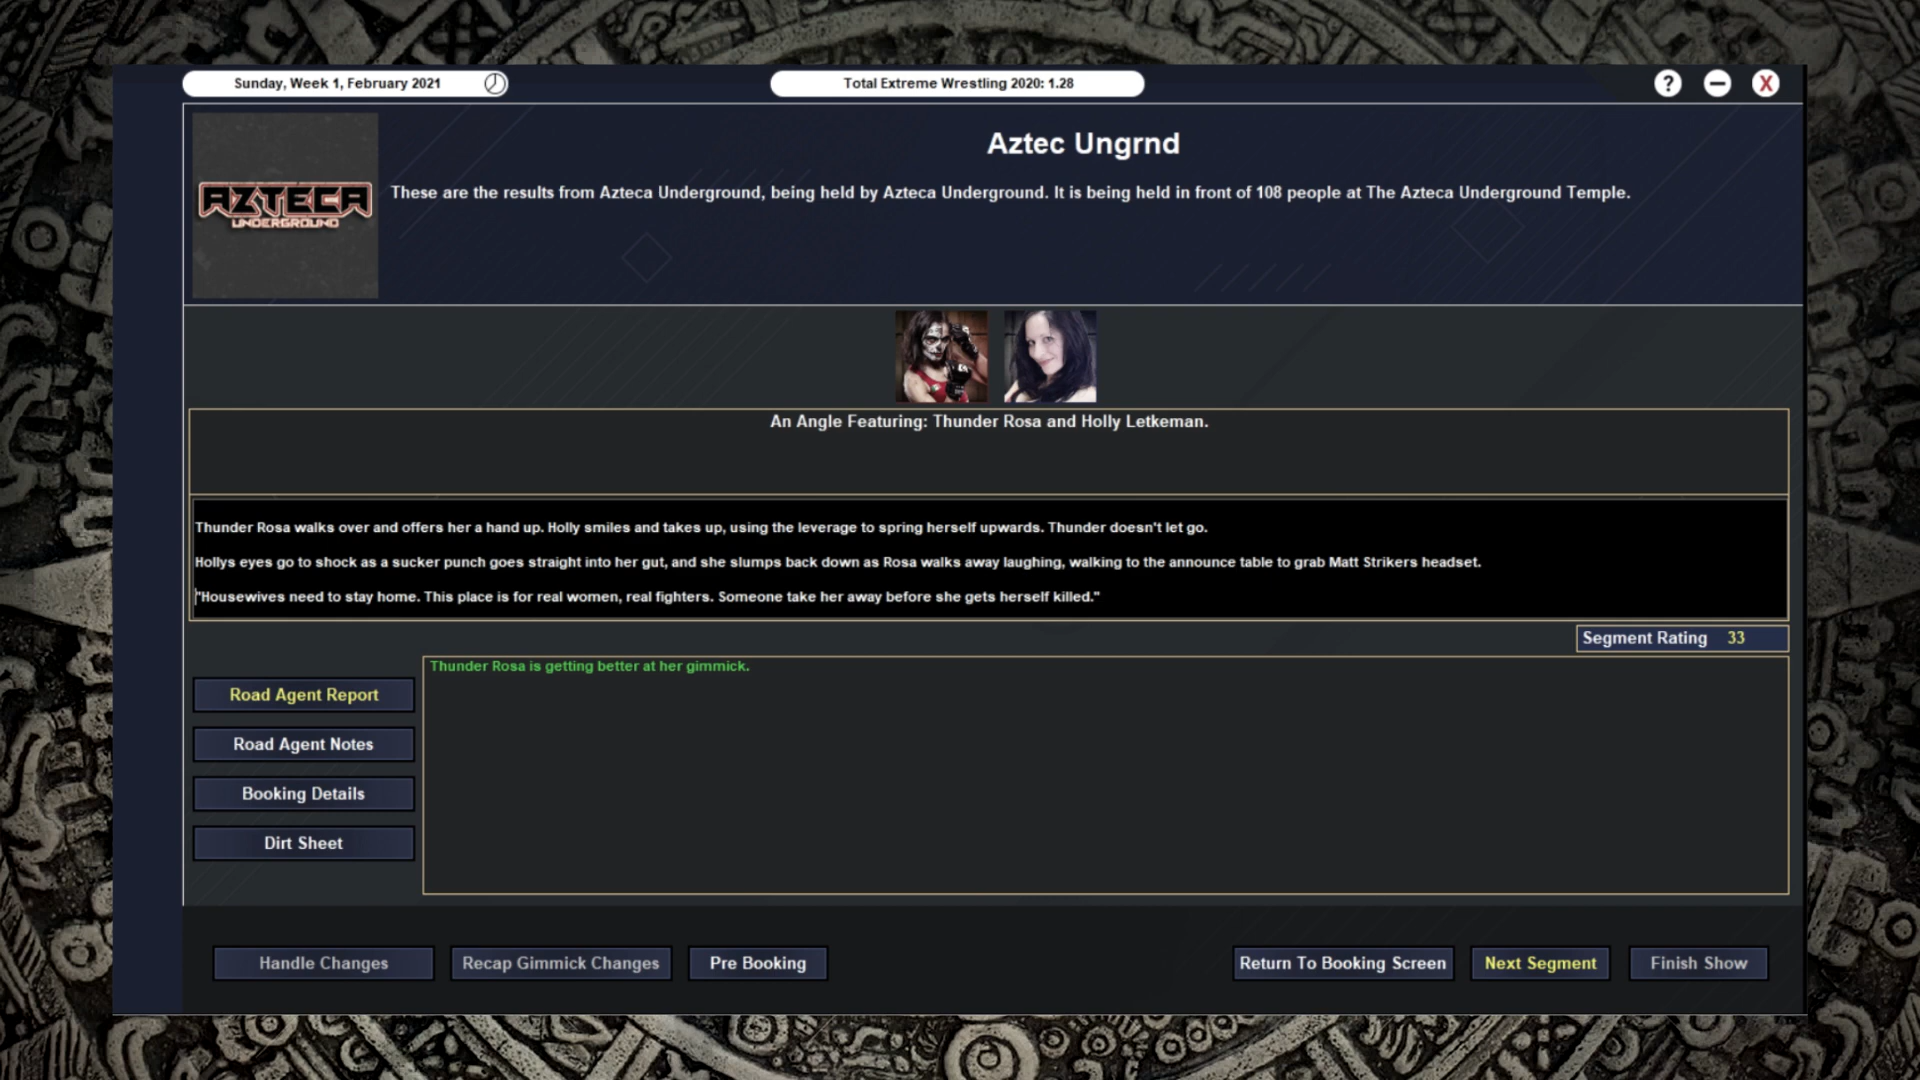 Sunday, Week 1, February 2021
Total Extreme Wrestling 2020: 1.28
?
X
AZTECA
UNDERGROUND
Aztec Ungrnd
These are the results from Azteca Underground, being held by Azteca Underground. It is being held in front of 108 people at The Azteca Underground Temple.
An Angle Featuring: Thunder Rosa and Holly Letkeman.
Thunder Rosa walks over and offers her a hand up. Holly smiles and takes up, using the leverage to spring herself upwards. Thunder doesn't let go.
Hollys eyes go to shock as a sucker punch goes straight into her gut, and she slumps back down as Rosa walks away laughing, walking to the announce table to grab Matt Strikers headset.
"Housewives need to stay home. This place is for real women, real fighters. Someone take her away before she gets herself killed."
Segment Rating 33
Thunder Rosa is getting better at her gimmick.
Road Agent Report
Road Agent Notes
Booking Details
Dirt Sheet
Handle Changes
Recap Gimmick Changes
Pre Booking
Return To Booking Screen
Next Segment
Finish Show